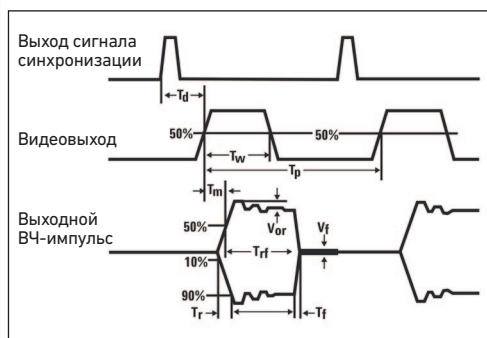 Выход сигнала
синхронизации
Td
Видеовыход
50%
50%
Tw
Tp
Tm
Выходной
ВЧ-импульс
50%
Vor
Vf
Trf
10%
90%
Tr
Tf